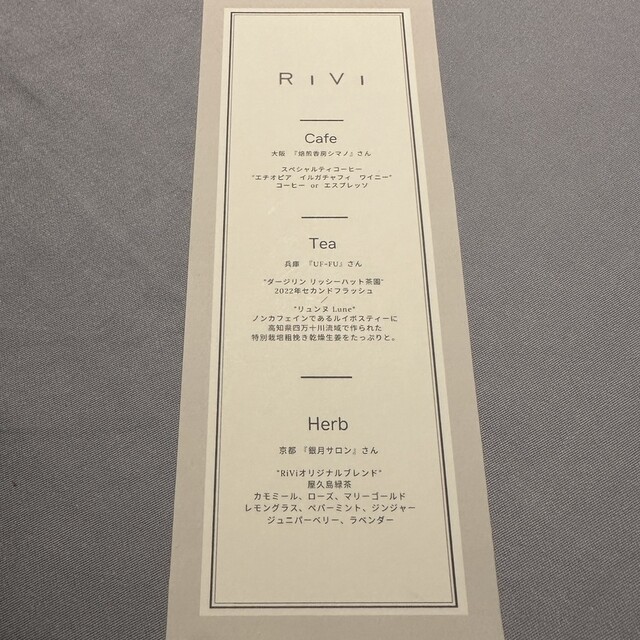 RIVI
Cafe
大阪 『焙煎香房シマノ』さん
スペシャルティコーヒー
"エチオピア イルガチャフィ ワイニー"
コーヒー or エスプレッソ
Tea
兵庫 『UF-FU』さん
"ダージリン リッシーハット茶園"
2022年セカンドフラッシュ
/
"リュンヌ Lune"
ノンカフェインであるルイボスティーに
高知県四万十川流域で作られた
特別栽培粗挽き乾燥生姜をたっぷりと。
Herb
京都 『銀月サロン』さん
"RiViオリジナルブレンド"
屋久島緑茶
カモミール、ローズ、マリーゴールド
レモングラス、ペパーミント、ジンジャー
ジュニパーベリー、ラベンダー